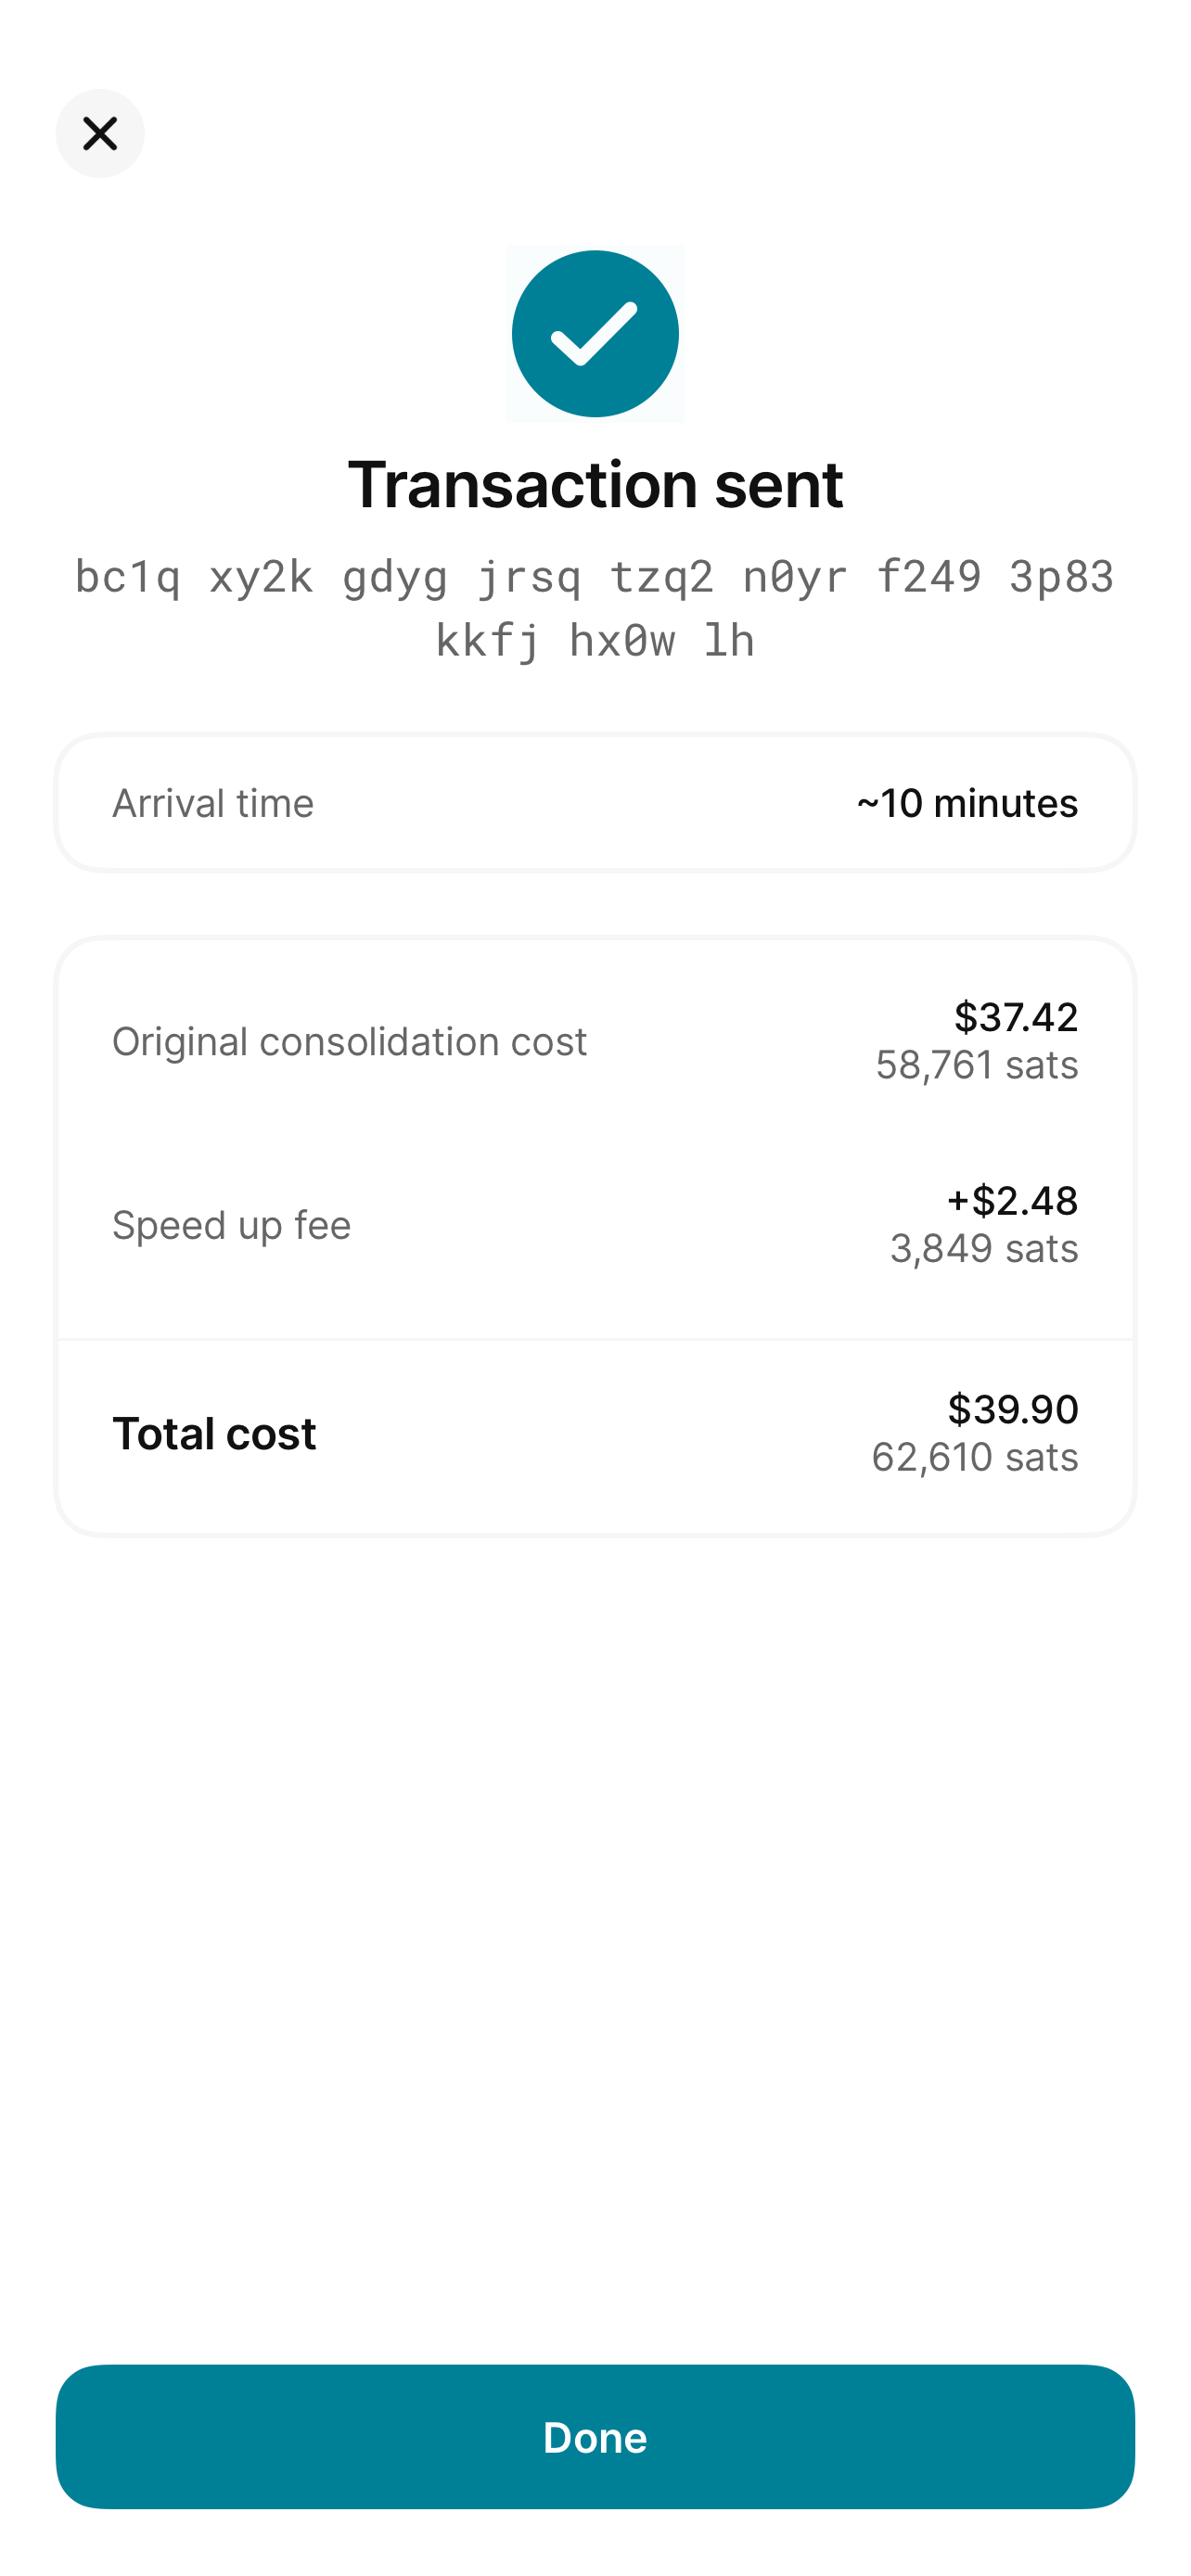 Transaction sent
bc1q xy2k gdyg jrsq tzq2 n0yr f249 3p83
kkfj hx0w lh
Arrival time ~10 minutes
Original consolidation cost $37.42
58,761 sats
Speed up fee +$2.48
3,849 sats
Total cost $39.90
62,610 sats
Done